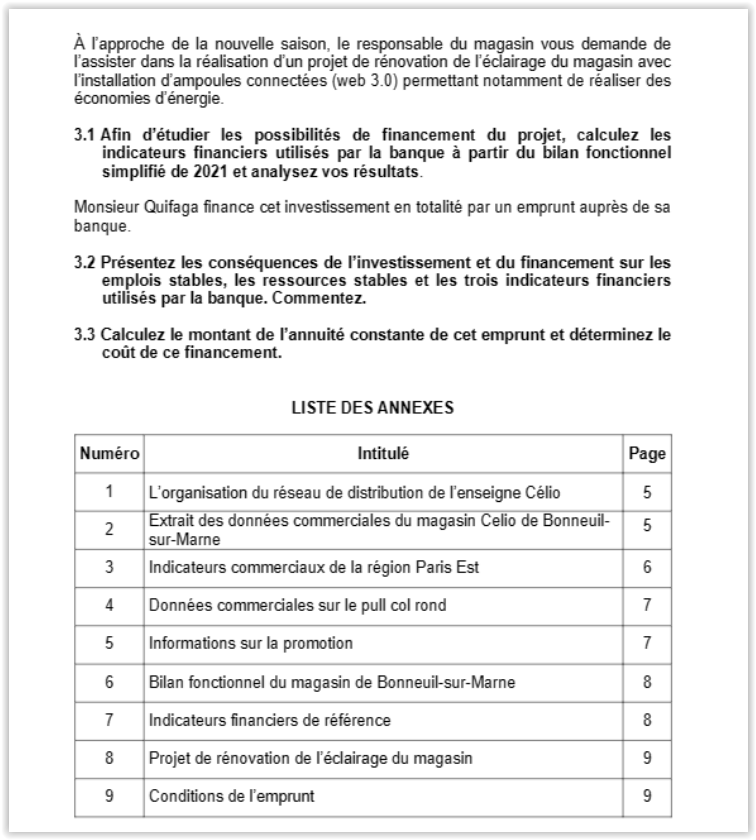 À l’approche de la nouvelle saison, le responsable du magasin vous demande de
l’assister dans la réalisation d’un projet de rénovation de l’éclairage du magasin avec
l’installation d’ampoules connectées (web 3.0) permettant notamment de réaliser des
économies d’énergie.
3.1 Afin d’étudier les possibilités de financement du projet, calculez les
indicateurs financiers utilisés par la banque à partir du bilan fonctionnel
simplifié de 2021 et analysez vos résultats.
Monsieur Quifaga finance cet investissement en totalité par un emprunt auprès de sa
banque.
3.2 Présentez les conséquences de l’investissement et du financement sur les
emplois stables, les ressources stables et les trois indicateurs financiers
utilisés par la banque. Commentez.
3.3 Calculez le montant de l’annuité constante de cet emprunt et déterminez le
coût de ce financement.
LISTE DES ANNEXES
Numéro Intitulé Page
1 L’organisation du réseau de distribution de l’enseigne Célio 5
2 Extrait des données commerciales du magasin Celio de Bonneuil- 5
sur-Marne
3 Indicateurs commerciaux de la région Paris Est 6
4 Données commerciales sur le pull col rond 7
5 Informations sur la promotion 7
6 Bilan fonctionnel du magasin de Bonneuil-sur-Marne 8
7 Indicateurs financiers de référence 8
8 Projet de rénovation de l’éclairage du magasin 9
9 Conditions de l’emprunt 9